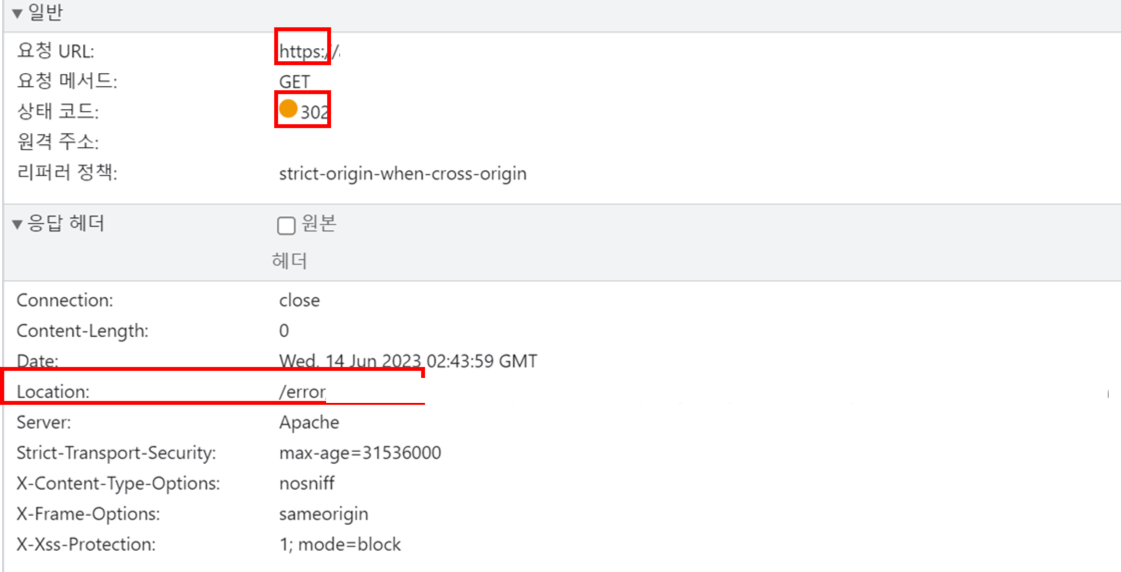 ▼ 일반
요청 URL: https://
요청 메서드: GET
상태 코드: 302
원격 주소:
리퍼러 정책: strict-origin-when-cross-origin
▼ 응답 헤더 원본
헤더
Connection: close
Content-Length: 0
Date: Wed, 14 Jun 2023 02:43:59 GMT
Location: /error
Server: Apache
Strict-Transport-Security: max-age=31536000
X-Content-Type-Options: nosniff
X-Frame-Options: sameorigin
X-Xss-Protection: 1; mode=block